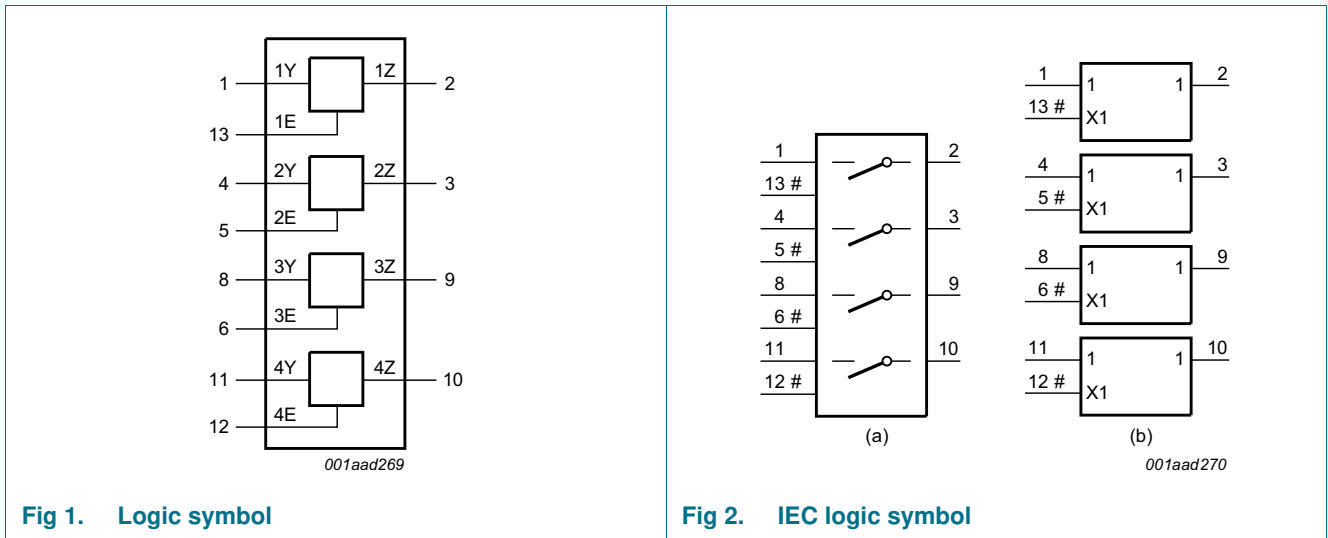 1 1Y 1Z 2
13 1E
4 2Y 2Z 3
5 2E
8 3Y 3Z 9
6 3E
11 4Y 4Z 10
12 4E
001aad269
Fig 1. Logic symbol
1 2
13 #
4 3
5 #
8 9
6 #
11 10
12 #
(a)
1 1 1 2
13 # X1
4 1 1 3
5 # X1
8 1 1 9
6 # X1
11 1 1 10
12 # X1
(b)
001aad270
Fig 2. IEC logic symbol